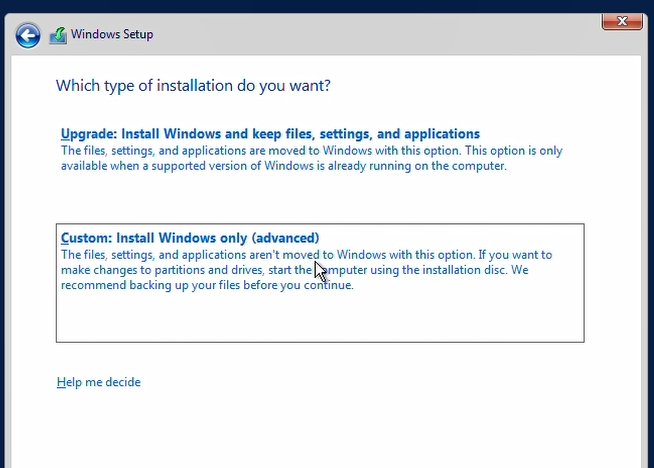 Windows Setup
Which type of installation do you want?
Upgrade: Install Windows and keep files, settings, and applications
The files, settings, and applications are moved to Windows with this option. This option is only
available when a supported version of Windows is already running on the computer.
Custom: Install Windows only (advanced)
The files, settings, and applications aren't moved to Windows with this option. If you want to
make changes to partitions and drives, start the computer using the installation disc. We
recommend backing up your files before you continue.
Help me decide